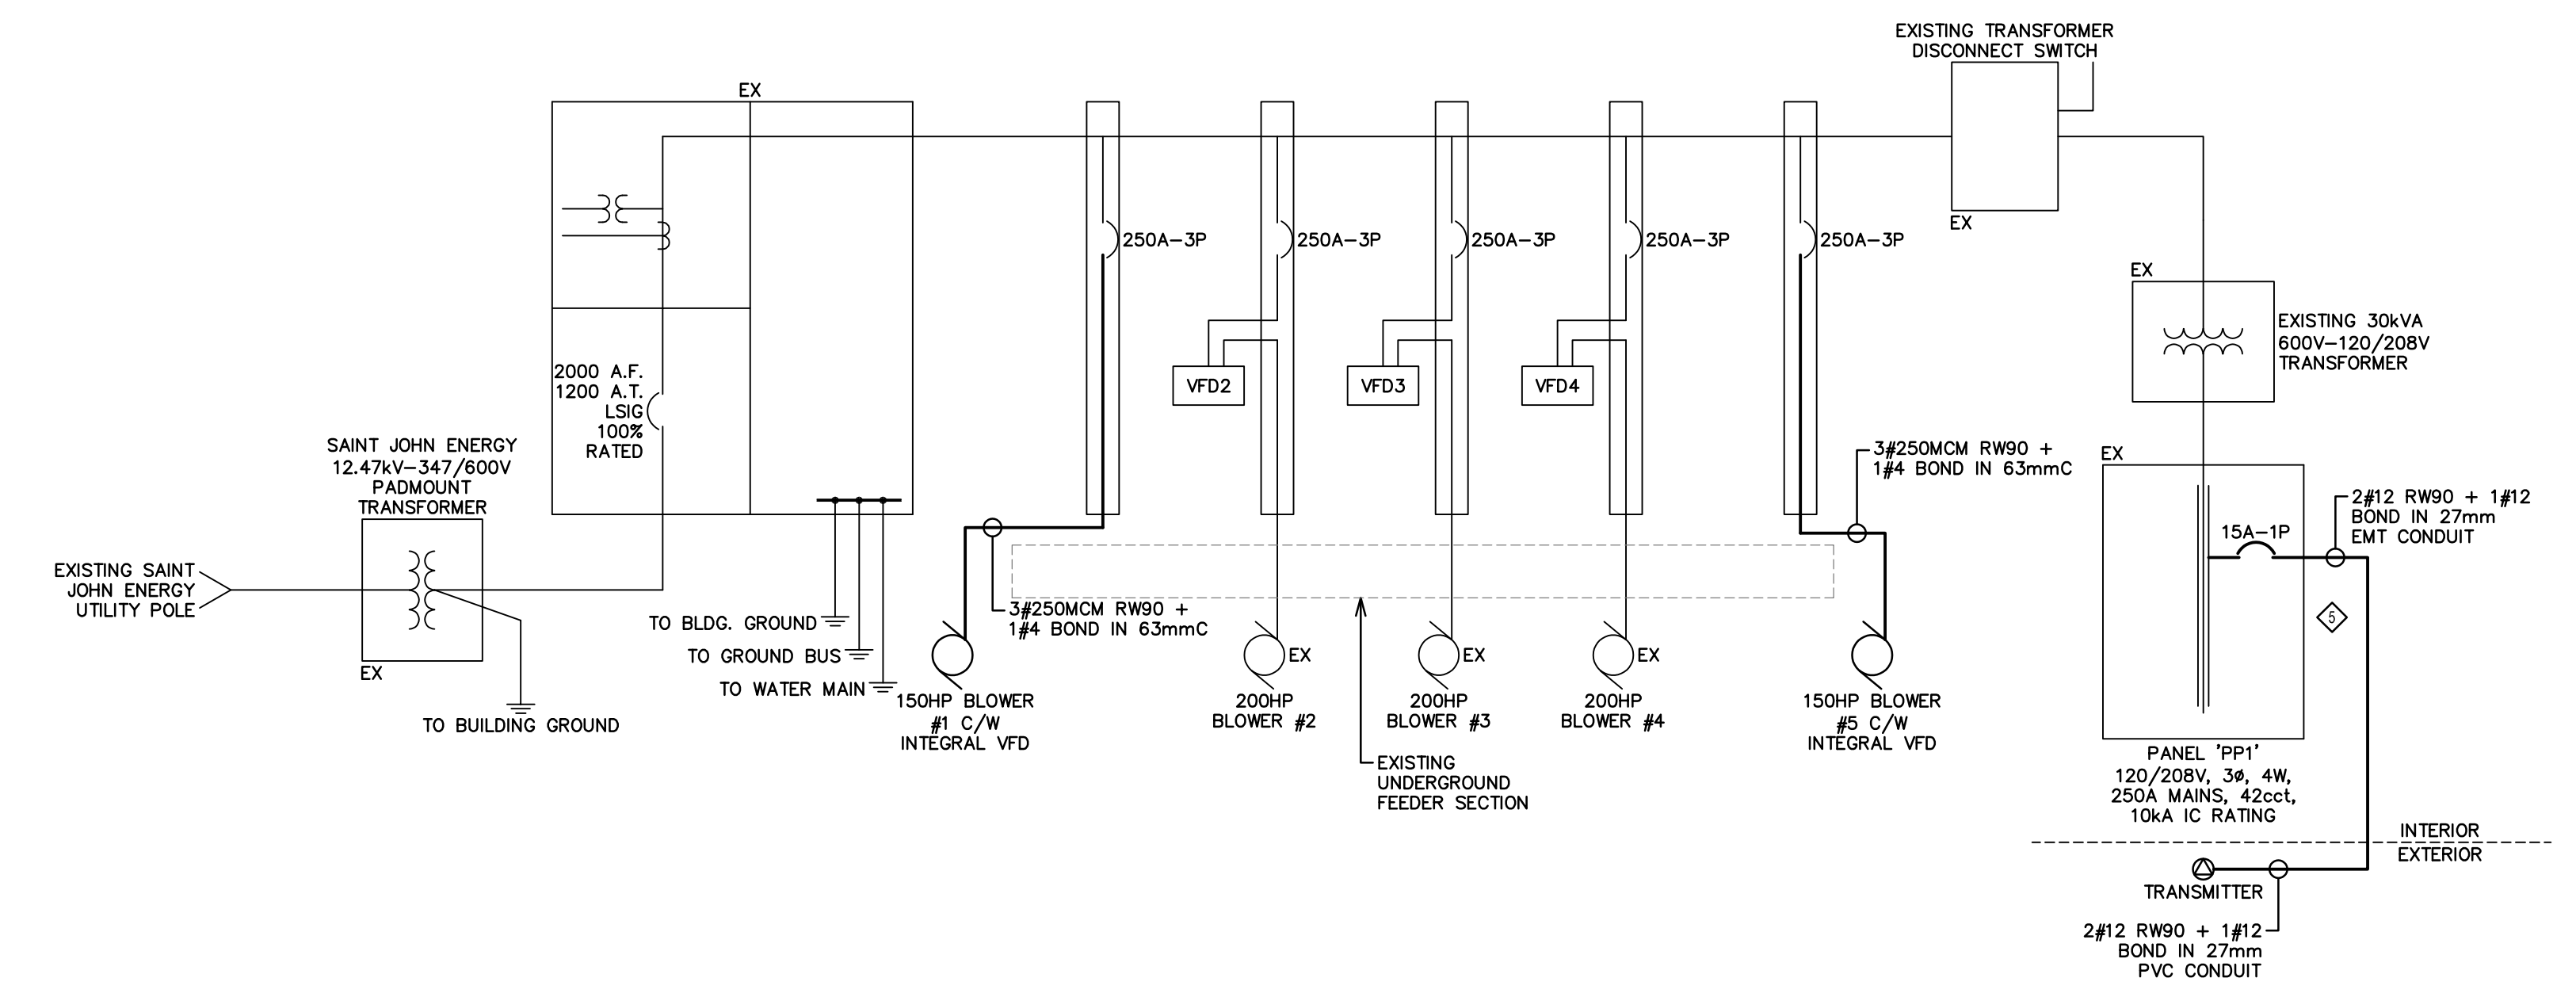 EXISTING TRANSFORMER
DISCONNECT SWITCH
EX
EX
250A-3P
250A-3P
250A-3P
250A-3P
250A-3P
EX
EXISTING 30kVA
600V-120/208V
TRANSFORMER
2000 A.F.
1200 A.T.
LSIG
100%
RATED
VFD2
VFD3
VFD4
SAINT JOHN ENERGY
12.47kV-347/600V
PADMOUNT
TRANSFORMER
EX
EXISTING SAINT
JOHN ENERGY
UTILITY POLE
TO BUILDING GROUND
TO BLDG. GROUND
TO GROUND BUS
TO WATER MAIN
3#250MCM RW90 +
1#4 BOND IN 63mmC
150HP BLOWER
#1 C/W
INTEGRAL VFD
EX
200HP
BLOWER #2
EX
200HP
BLOWER #3
EX
200HP
BLOWER #4
3#250MCM RW90 +
1#4 BOND IN 63mmC
150HP BLOWER
#5 C/W
INTEGRAL VFD
EXISTING
UNDERGROUND
FEEDER SECTION
EX
15A-1P
2#12 RW90 + 1#12
BOND IN 27mm
EMT CONDUIT
5
PANEL 'PP1'
120/208V, 3ø, 4W,
250A MAINS, 42cct,
10kA IC RATING
INTERIOR
EXTERIOR
TRANSMITTER
2#12 RW90 + 1#12
BOND IN 27mm
PVC CONDUIT